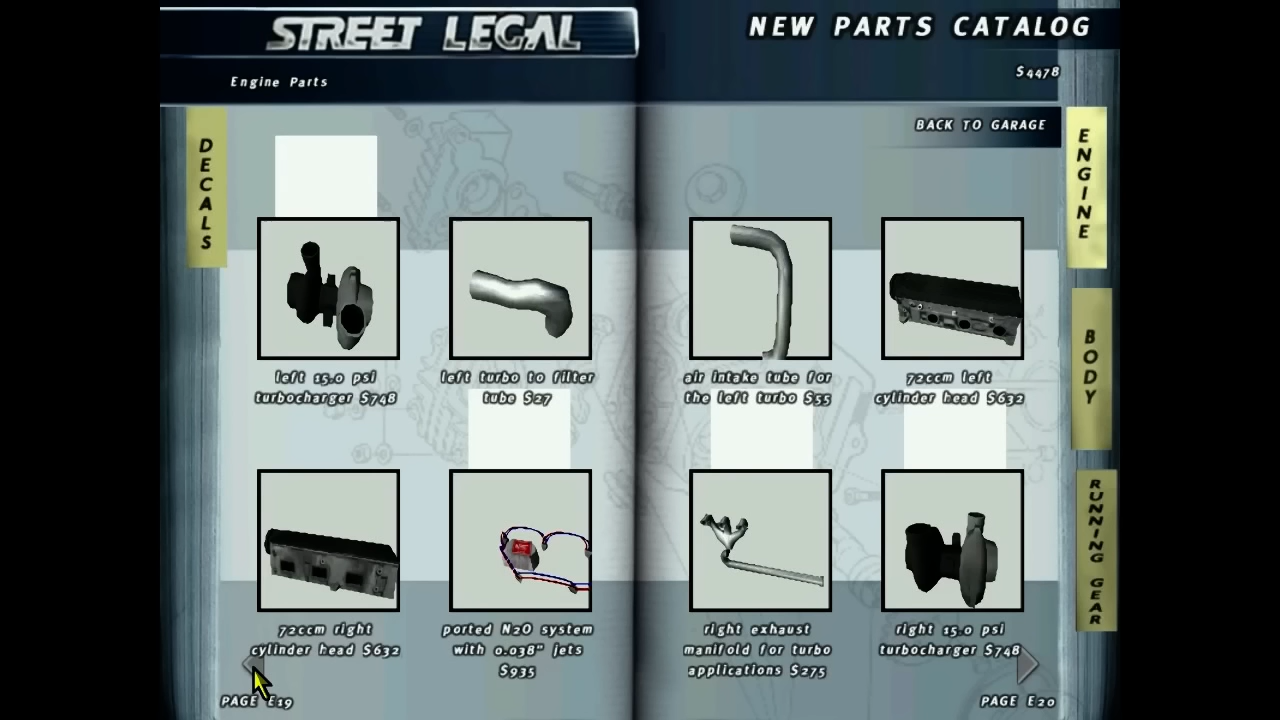 STREET LEGAL
NEW PARTS CATALOG
Engine Parts
$4478
BACK TO GARAGE
DECALS
ENGINE
BODY
RUNNING GEAR
left 15.0 psi
turbocharger $748
left turbo to filter
tube $27
air intake tube for
the left turbo $55
72ccm left
cylinder head $632
72ccm right
cylinder head $632
ported N2O system
with 0.038" jets
$935
right exhaust
manifold for turbo
applications $275
right 15.0 psi
turbocharger $748
PAGE E19
PAGE E20